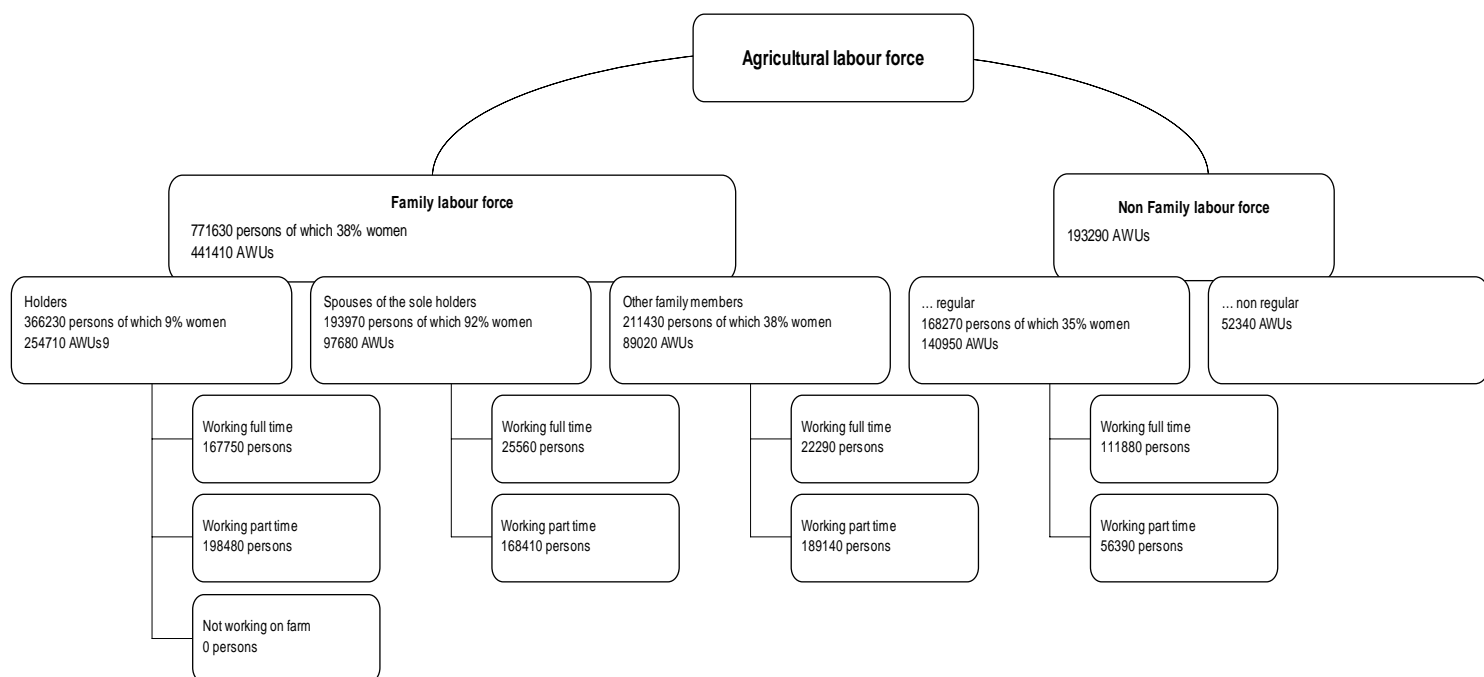 Agricultural labour force
Family labour force
771630 persons of which 38% women
441410 AWUs
Non Family labour force
193290 AWUs
Holders
366230 persons of which 9% women
254710 AWUs9
Spouses of the sole holders
193970 persons of which 92% women
97680 AWUs
Other family members
211430 persons of which 38% women
89020 AWUs
... regular
168270 persons of which 35% women
140950 AWUs
... non regular
52340 AWUs
Working full time
167750 persons
Working full time
25560 persons
Working full time
22290 persons
Working full time
111880 persons
Working part time
198480 persons
Working part time
168410 persons
Working part time
189140 persons
Working part time
56390 persons
Not working on farm
0 persons